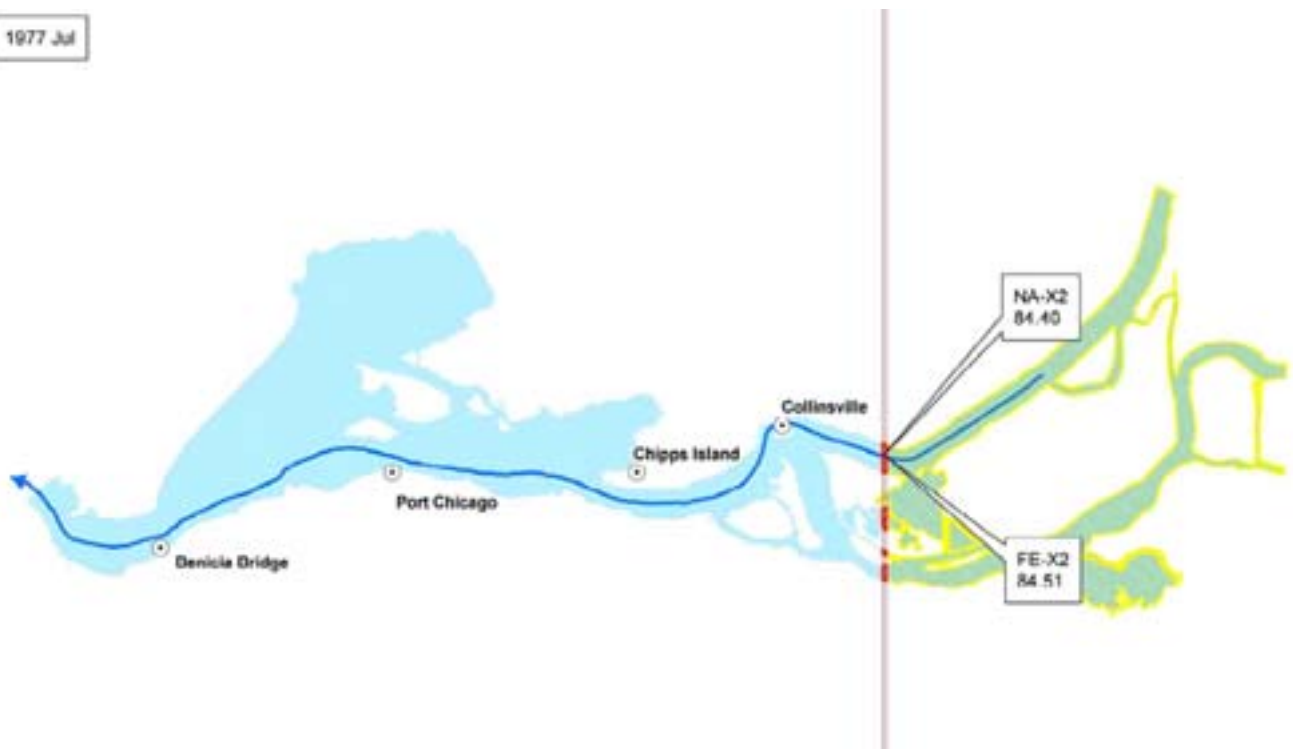 1977 Jul
NA-X2
84.40
Collinsville
Chipps Island
Port Chicago
Benicia Bridge
FE-X2
84.51